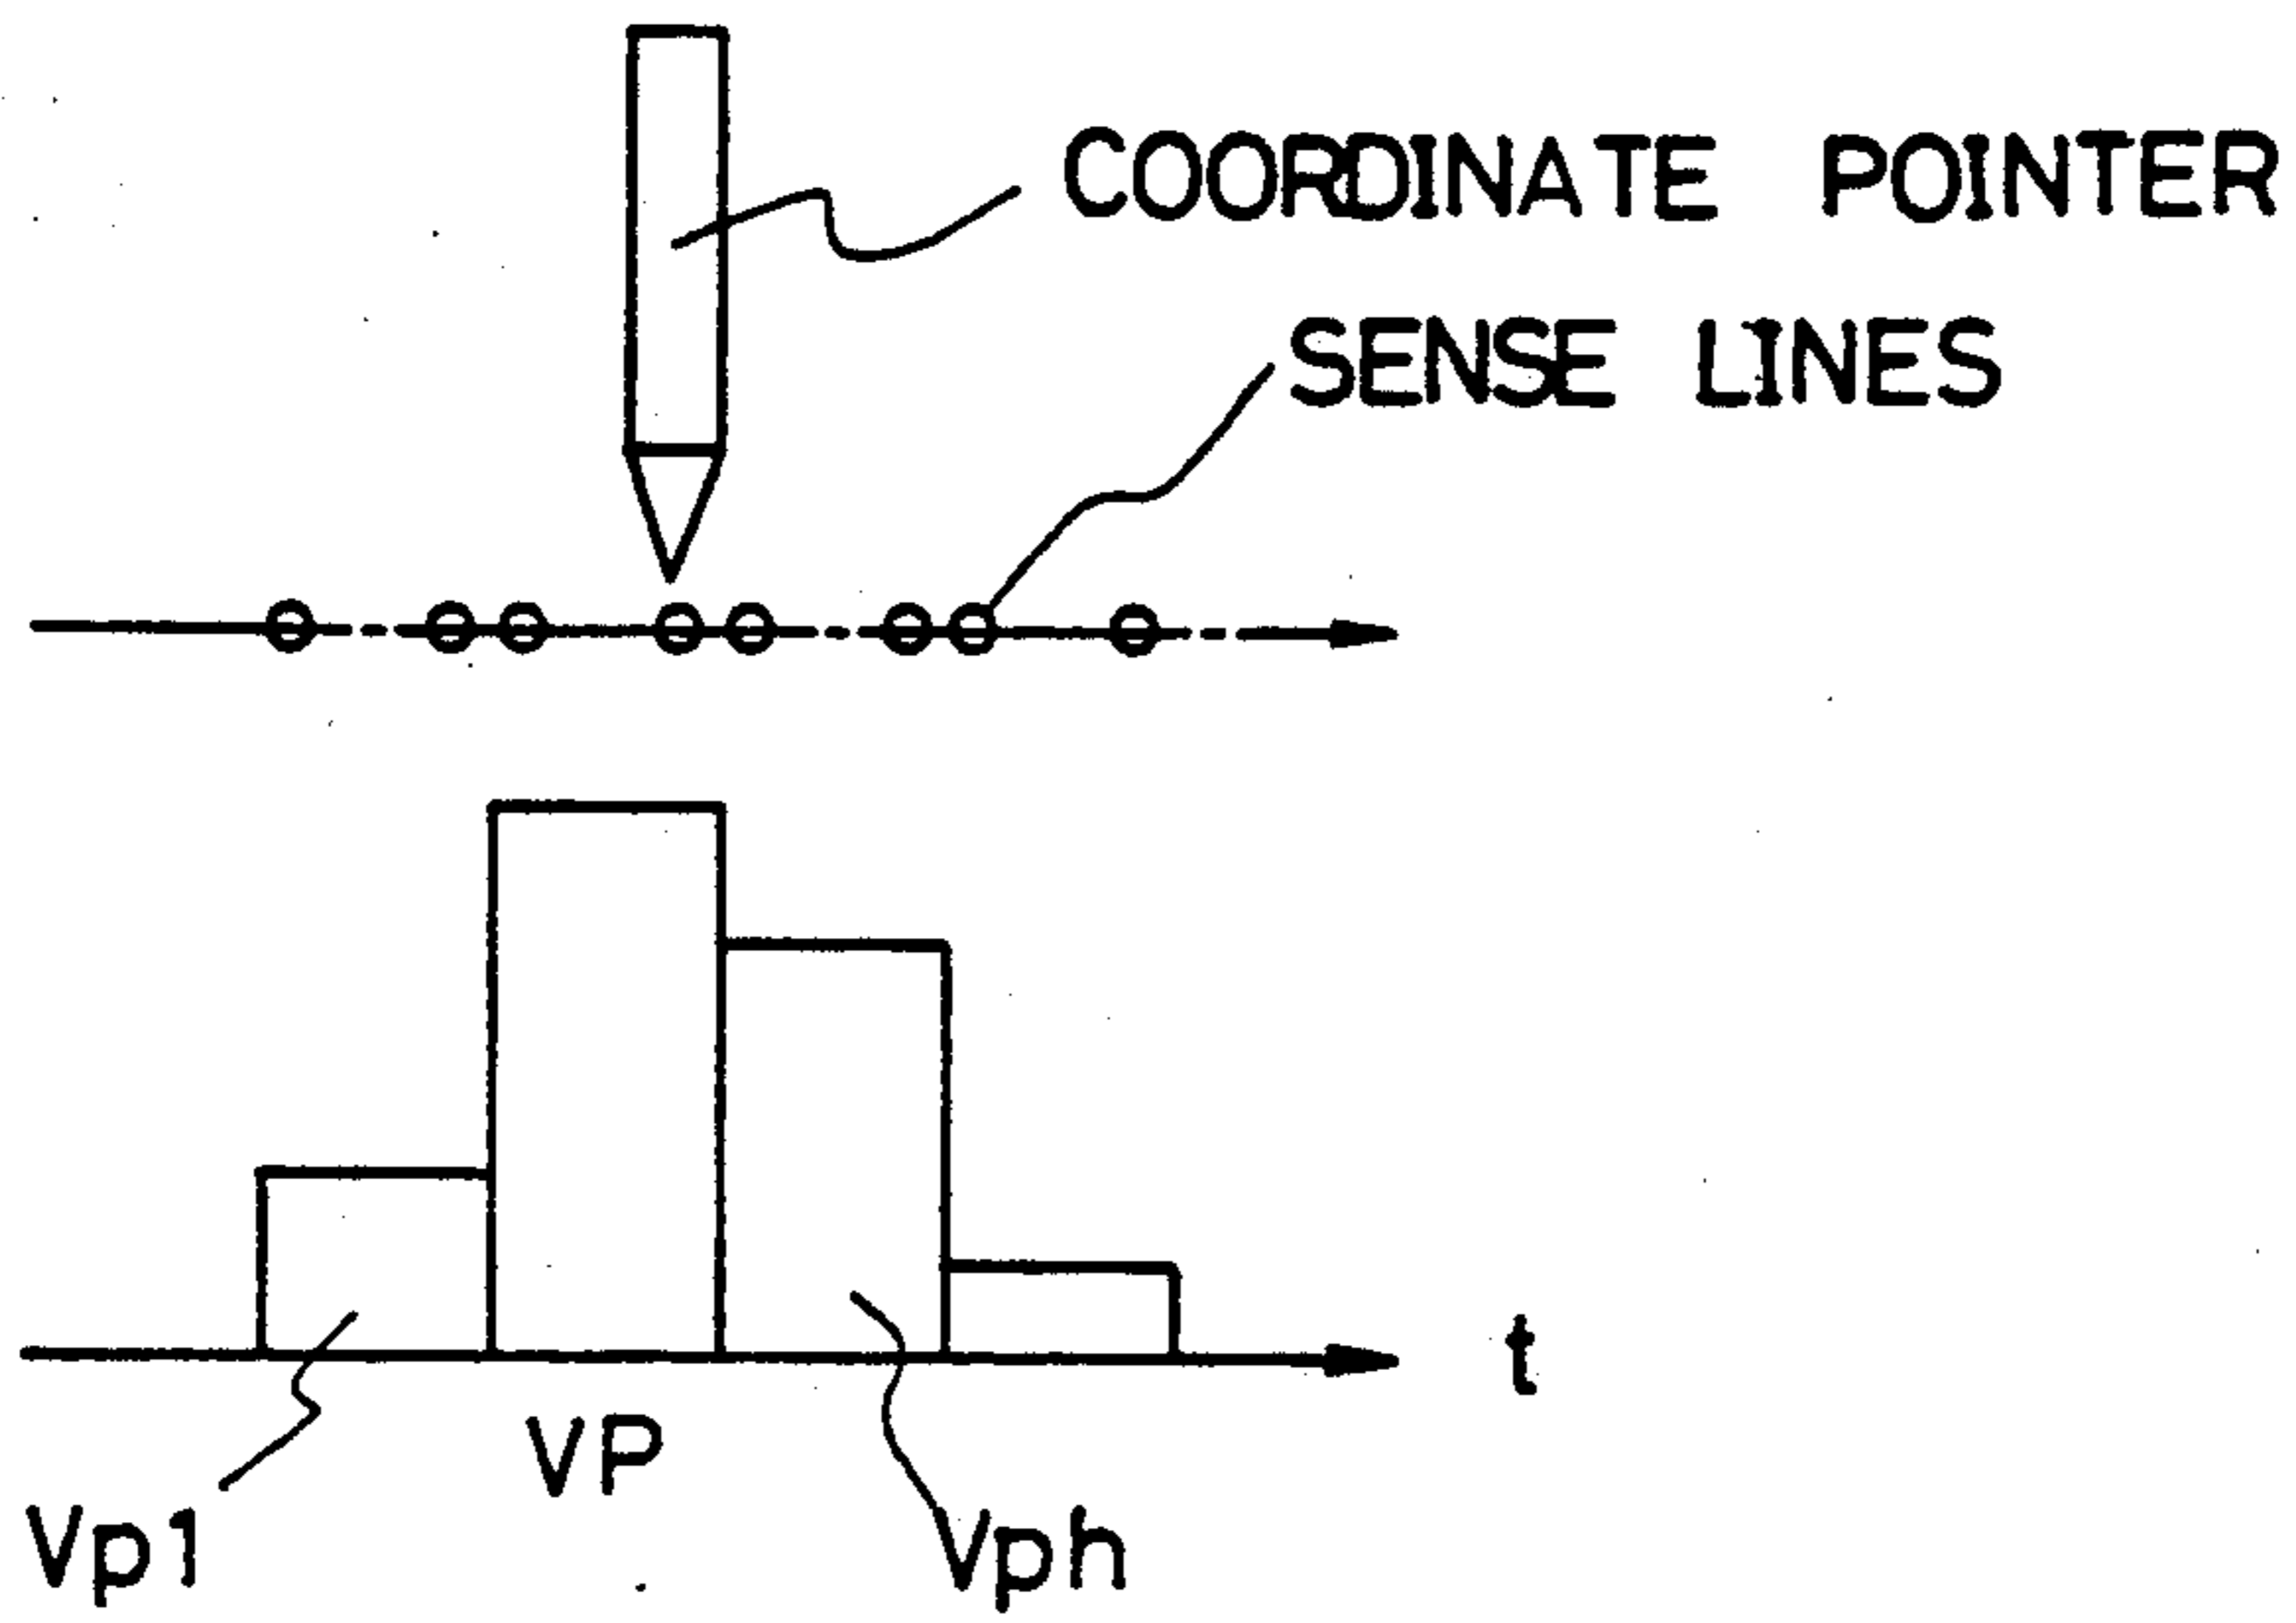 COORDINATE POINTER
SENSE LINES
t
VP
Vp1
Vph